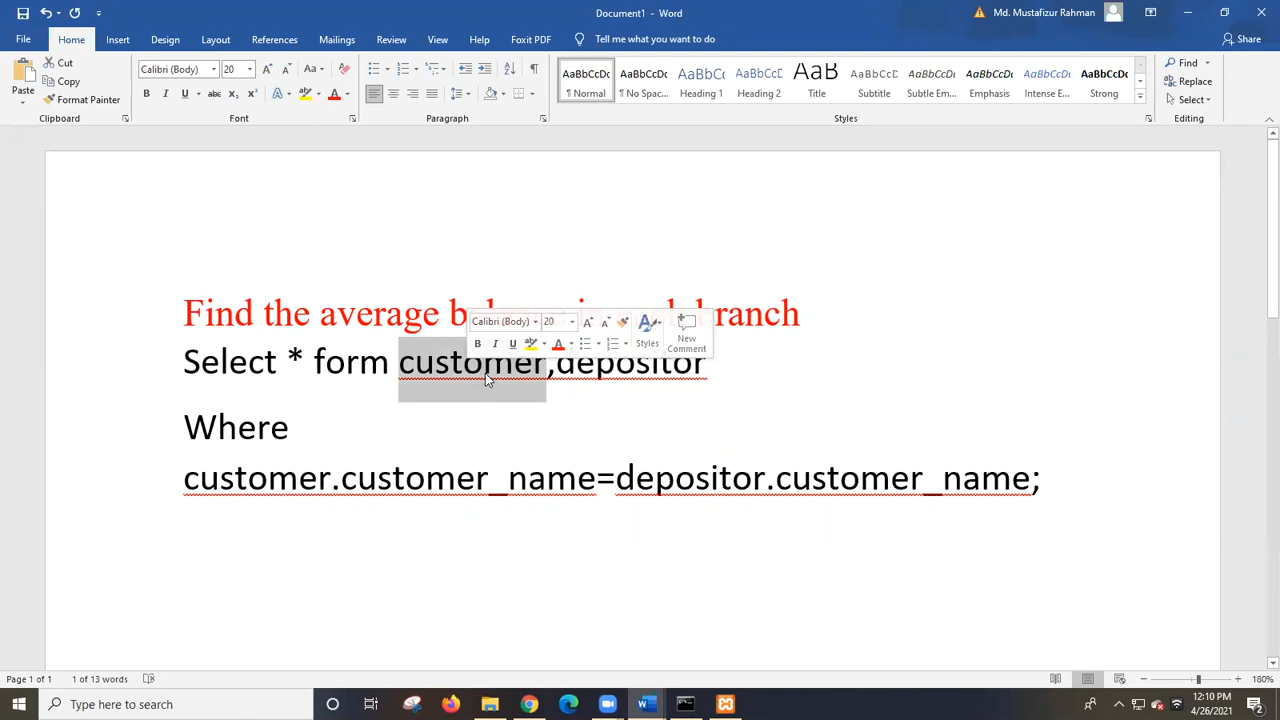 Document1 - Word
Md. Mustafizur Rahman
File
Home
Insert
Design
Layout
References
Mailings
Review
View
Help
Foxit PDF
Tell me what you want to do
Share
Paste
Cut
Copy
Format Painter
Clipboard
Calibri (Body)
20
Font
Paragraph
AaBbCcDc
¶ Normal
AaBbCcDc
¶ No Spac...
AaBbCc
Heading 1
AaBbCcC
Heading 2
AaB
Title
AaBbCcD
Subtitle
AaBbCcDc
Subtle Em...
AaBbCcDc
Emphasis
AaBbCcDc
Intense E...
AaBbCcDc
Strong
Styles
Find
Replace
Select
Editing
Find the average
branch
Calibri (Body)
20
Styles
New
Comment
Select * form customer,depositor
Where
customer.customer_name=depositor.customer_name;
Page 1 of 1
1 of 13 words
180%
Type here to search
12:10 PM
4/26/2021